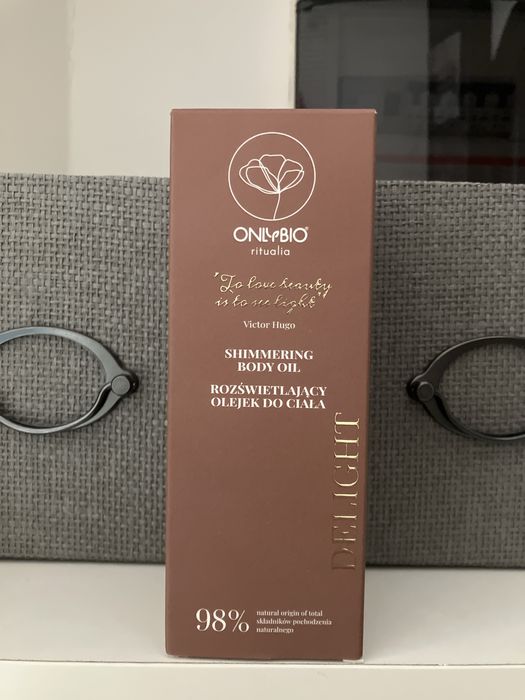 ONLYBIO
ritualia
"To love beauty
is to see light"
Victor Hugo
SHIMMERING
BODY OIL
ROZŚWIETLAJĄCY
OLEJEK DO CIAŁA
DELIGHT
98% natural origin of total
składników pochodzenia
naturalnego